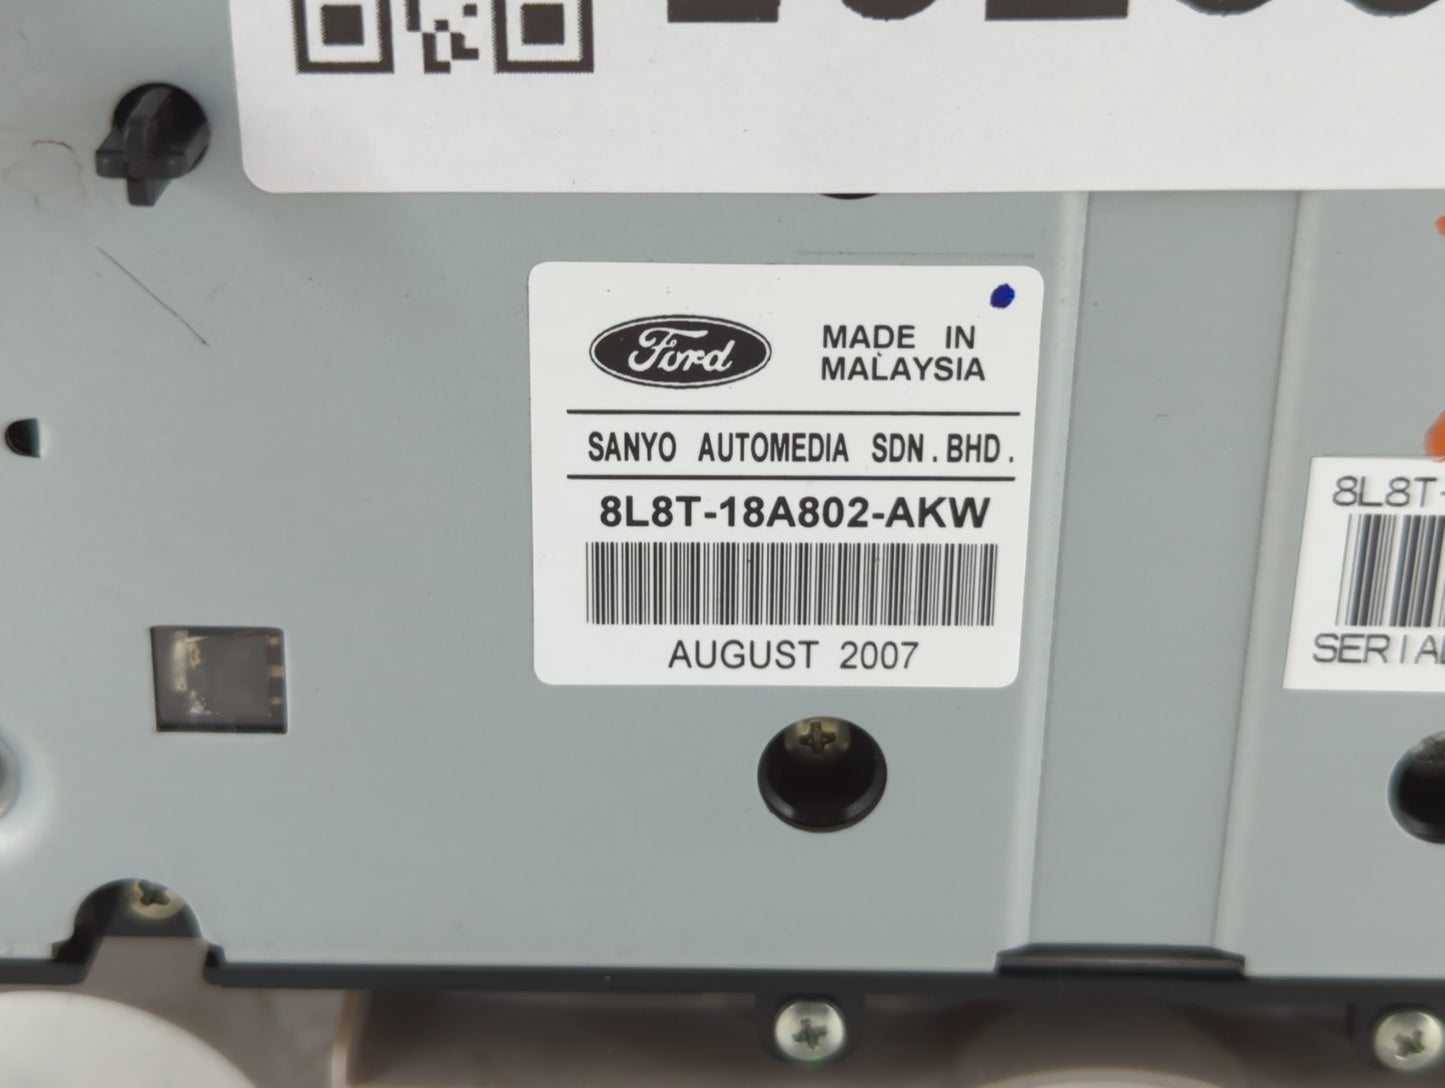 Ford
MADE IN
MALAYSIA
SANYO AUTOMEDIA SDN.BHD.
8L8T-18A802-AKW
AUGUST 2007
8L8T-
SERIAL